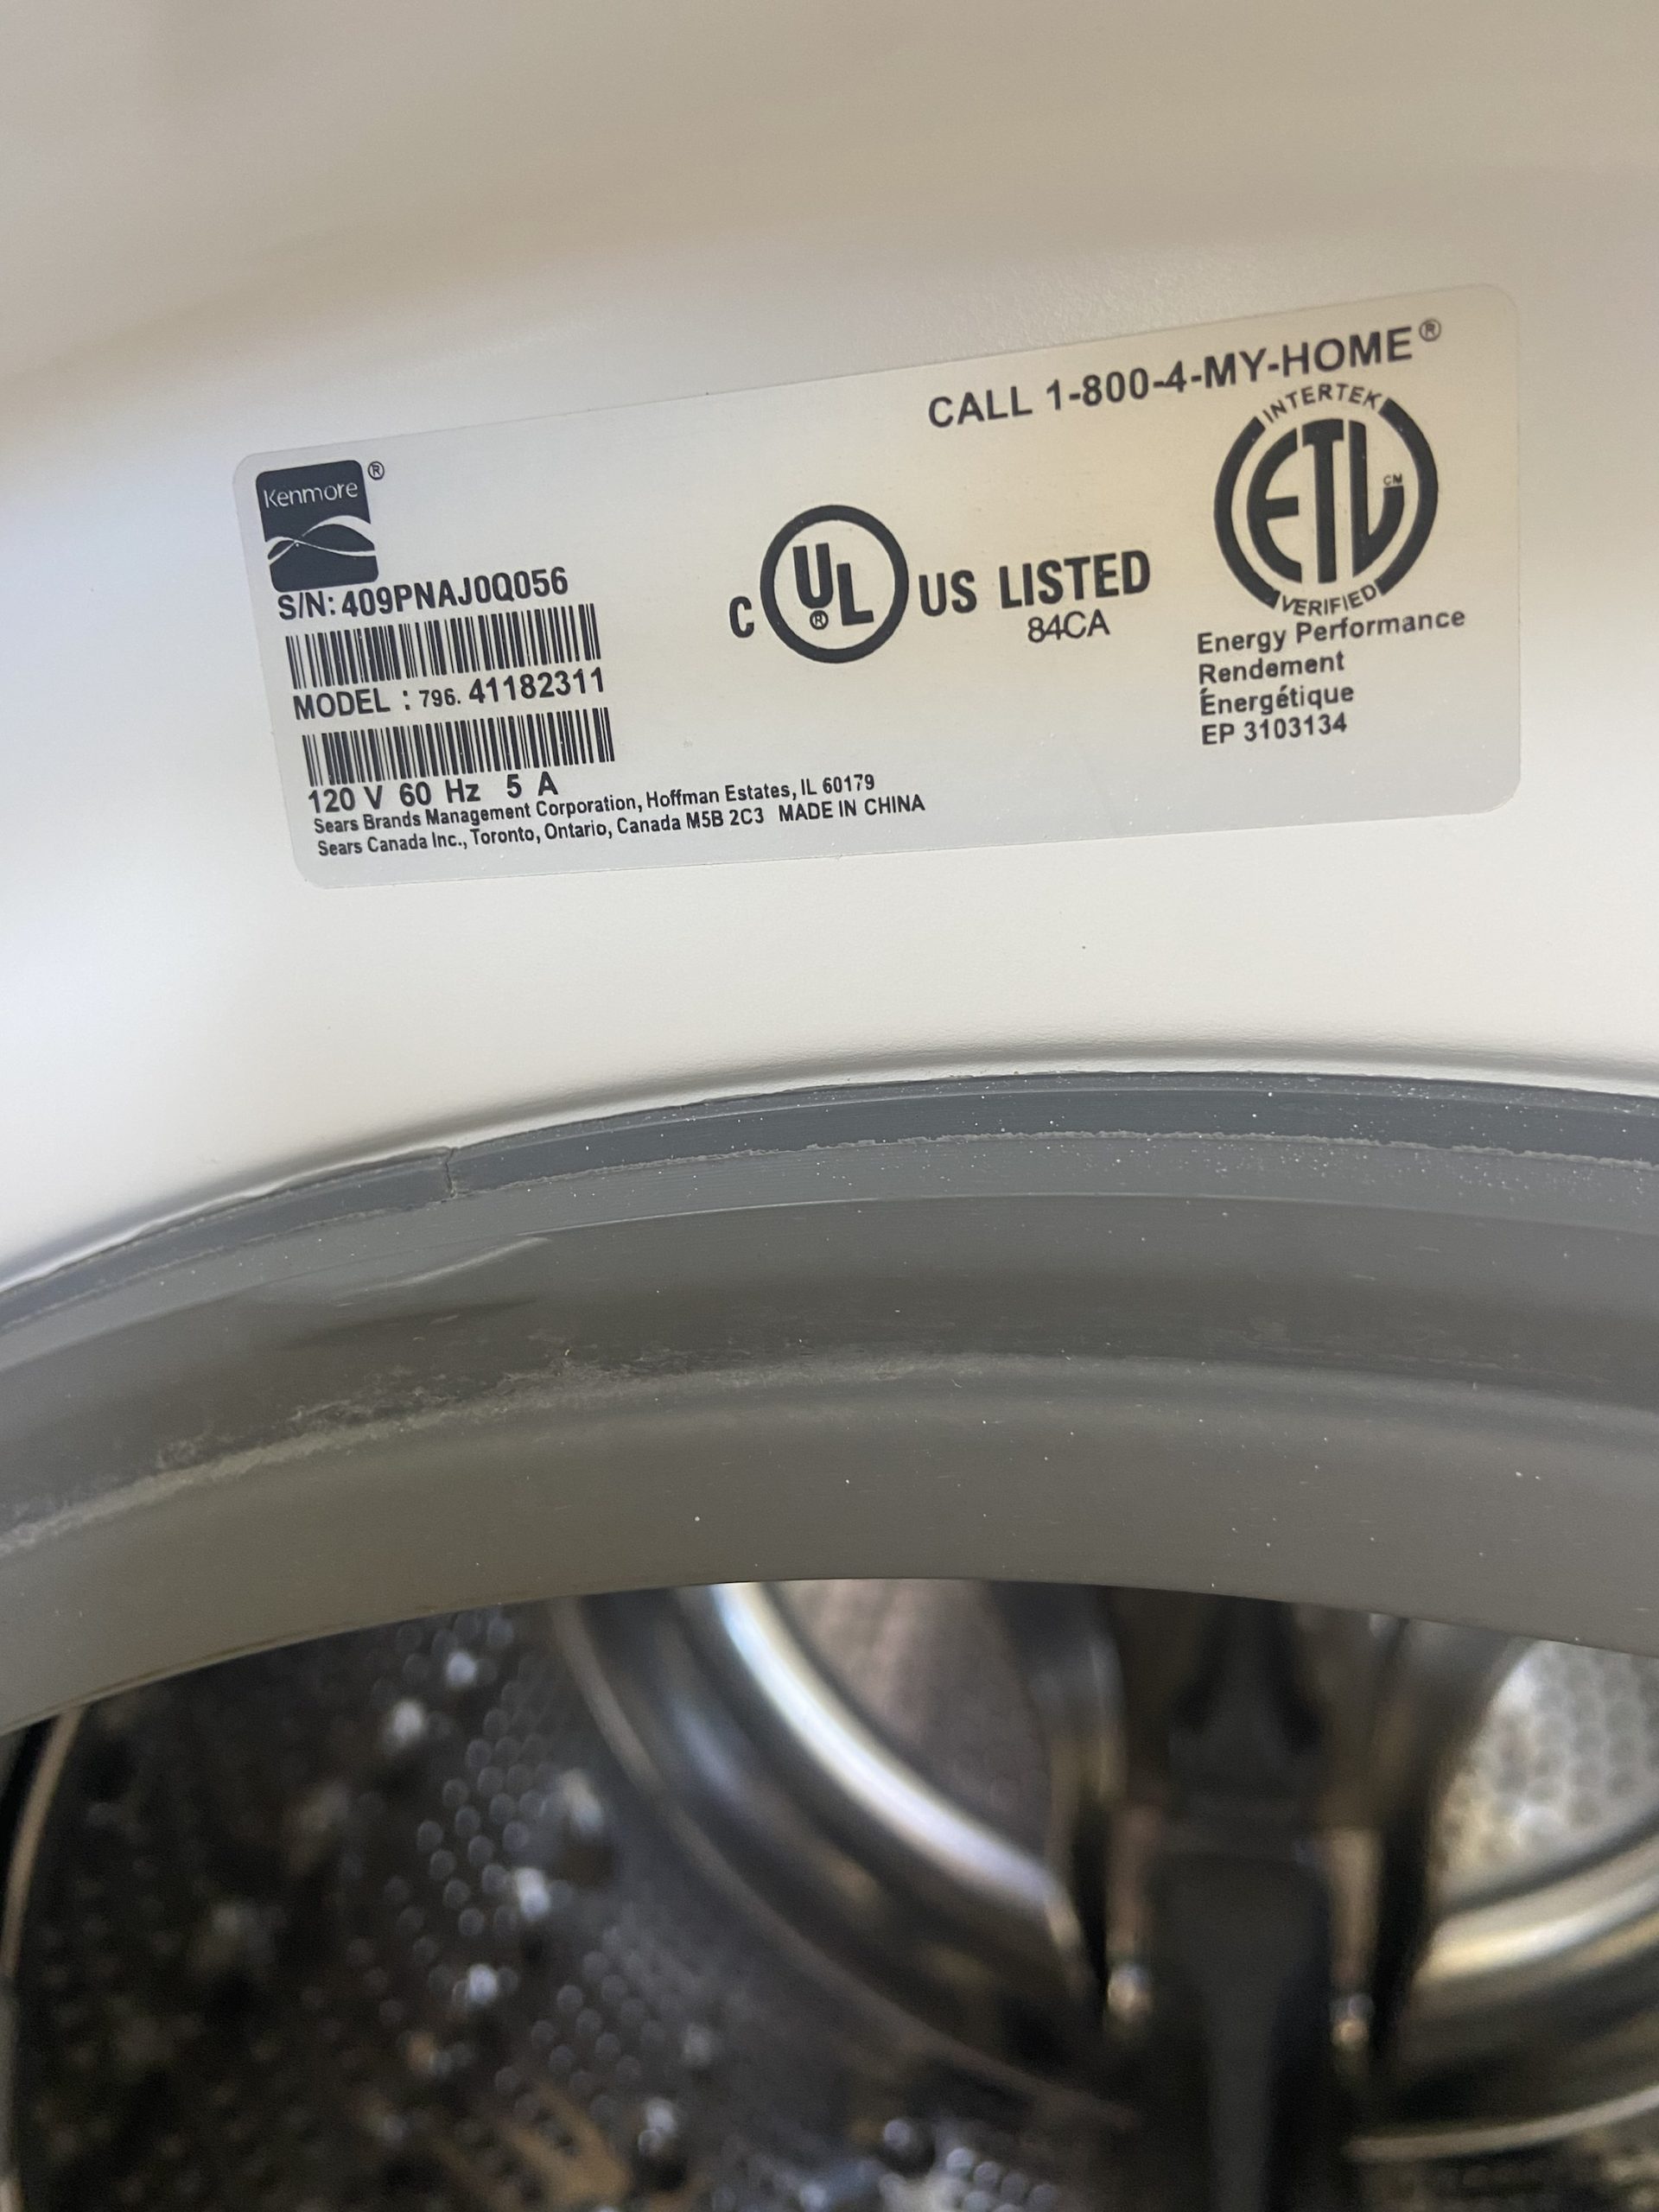 CALL 1-800-4-MY-HOME®
Kenmore®
S/N: 409PNAJ0Q056
MODEL : 796. 41182311
120 V 60 Hz 5 A
Sears Brands Management Corporation, Hoffman Estates, IL 60179
Sears Canada Inc., Toronto, Ontario, Canada M5B 2C3 MADE IN CHINA
C UL® US LISTED
84CA
INTERTEK
ETL CM
VERIFIED
Energy Performance
Rendement
Énergétique
EP 3103134